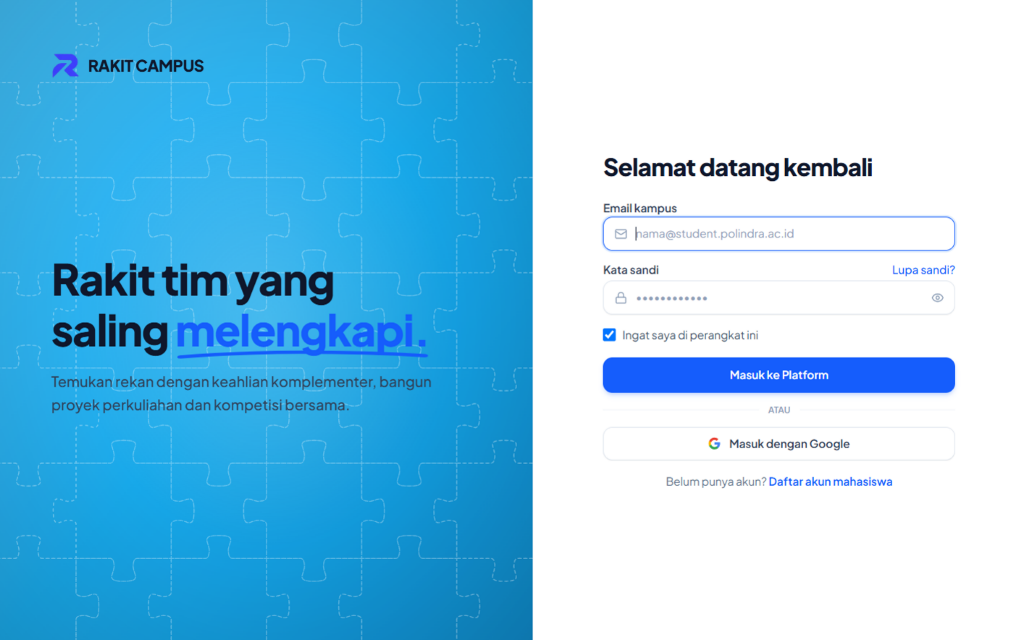 RAKIT CAMPUS
Rakit tim yang
saling melengkapi.
Temukan rekan dengan keahlian komplementer, bangun
proyek perkuliahan dan kompetisi bersama.
Selamat datang kembali
Email kampus
nama@student.polindra.ac.id
Kata sandi
Lupa sandi?
••••••••••••
Ingat saya di perangkat ini
Masuk ke Platform
ATAU
Masuk dengan Google
Belum punya akun? Daftar akun mahasiswa